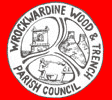 WROCKWARDINE WOOD & TRENCH
PARISH COUNCIL